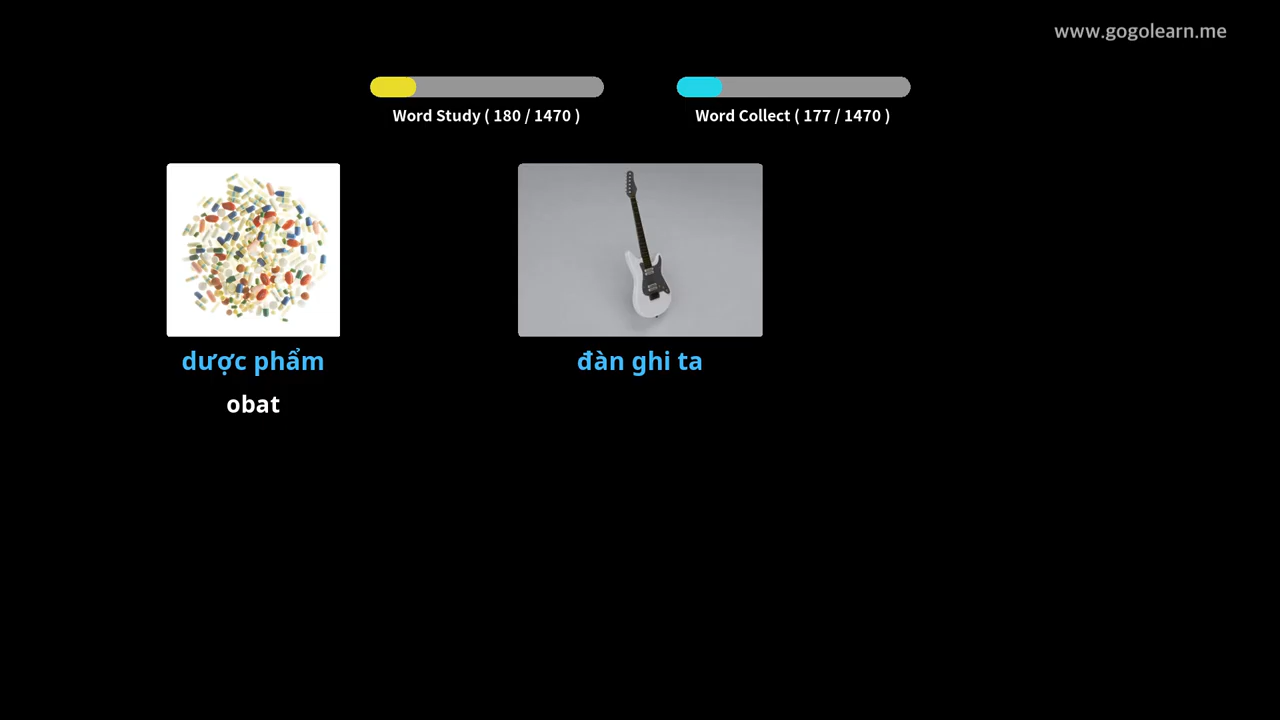 www.gogolearn.me
Word Study ( 180 / 1470 )
Word Collect ( 177 / 1470 )
dược phẩm
đàn ghi ta
obat